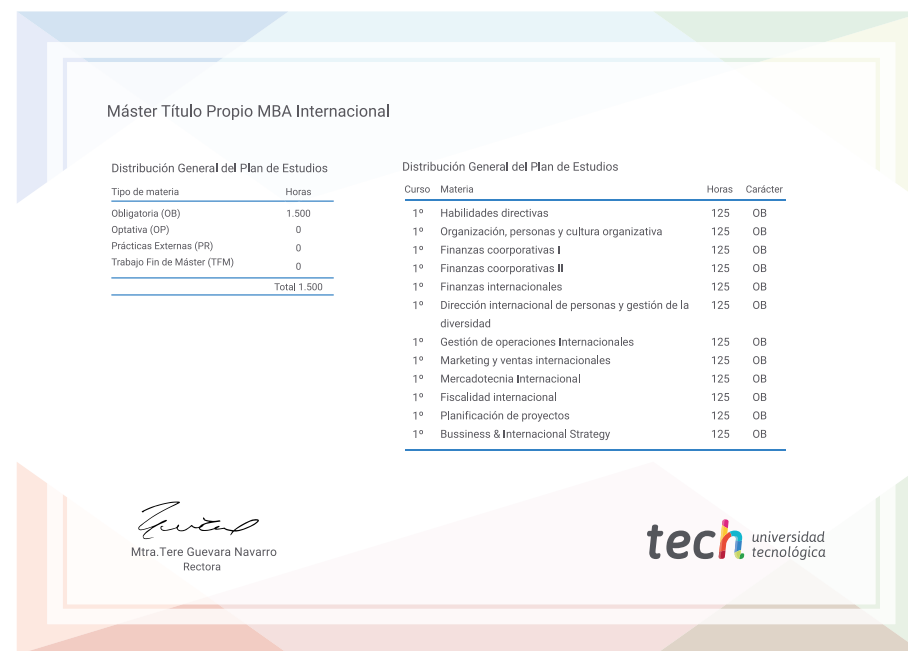 Máster Título Propio MBA Internacional
Distribución General del Plan de Estudios
Tipo de materia Horas
Obligatoria (OB) 1.500
Optativa (OP) 0
Prácticas Externas (PR) 0
Trabajo Fin de Máster (TFM) 0
Total 1.500
Distribución General del Plan de Estudios
Curso Materia Horas Carácter
1º Habilidades directivas 125 OB
1º Organización, personas y cultura organizativa 125 OB
1º Finanzas coorporativas I 125 OB
1º Finanzas coorporativas II 125 OB
1º Finanzas internacionales 125 OB
1º Dirección internacional de personas y gestión de la 125 OB
diversidad
1º Gestión de operaciones Internacionales 125 OB
1º Marketing y ventas internacionales 125 OB
1º Mercadotecnia Internacional 125 OB
1º Fiscalidad internacional 125 OB
1º Planificación de proyectos 125 OB
1º Bussiness & Internacional Strategy 125 OB
Mtra.Tere Guevara Navarro
Rectora
tech universidad
tecnológica